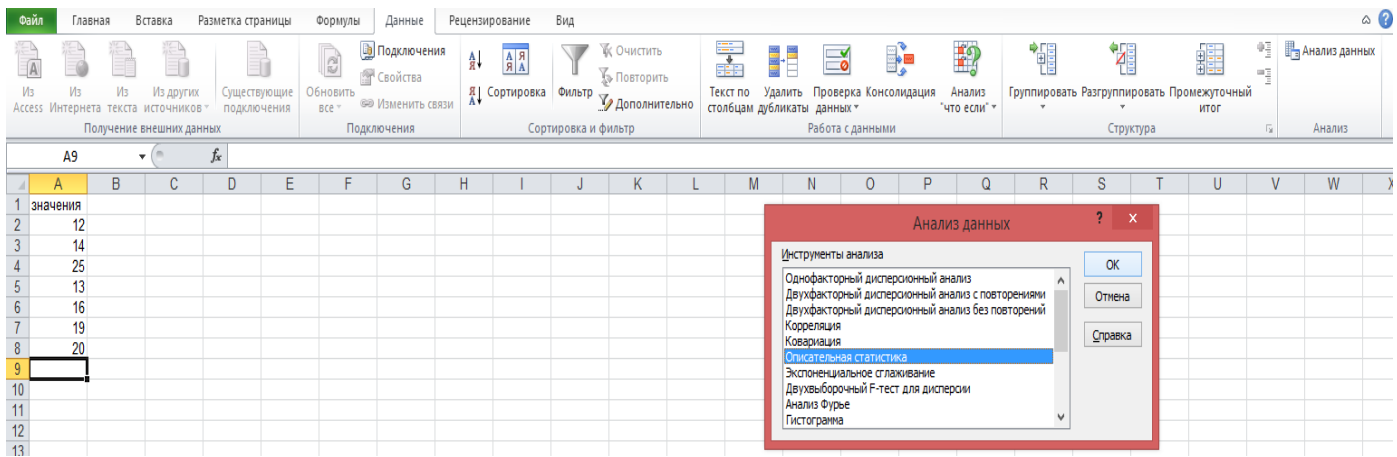 Файл Главная Вставка Разметка страницы Формулы Данные Рецензирование Вид
Из Access
Из Интернета
Из текста
Из других источников
Существующие подключения
Получение внешних данных
Обновить все
Подключения
Свойства
Изменить связи
Подключения
Сортировка
Фильтр
Очистить
Повторить
Дополнительно
Сортировка и фильтр
Текст по столбцам
Удалить дубликаты
Проверка данных
Консолидация
Анализ "что если"
Работа с данными
Группировать
Разгруппировать
Промежуточный итог
Структура
Анализ данных
Анализ
A9 fx
A B C D E F G H I J K L M N O P Q R S T U V W X
1 значения
2 12
3 14
4 25
5 13
6 16
7 19
8 20
9
10
11
12
13
Анализ данных ? x
Инструменты анализа
Однофакторный дисперсионный анализ
Двухфакторный дисперсионный анализ с повторениями
Двухфакторный дисперсионный анализ без повторений
Корреляция
Ковариация
Описательная статистика
Экспоненциальное сглаживание
Двухвыборочный F-тест для дисперсии
Анализ Фурье
Гистограмма
ОК
Отмена
Справка